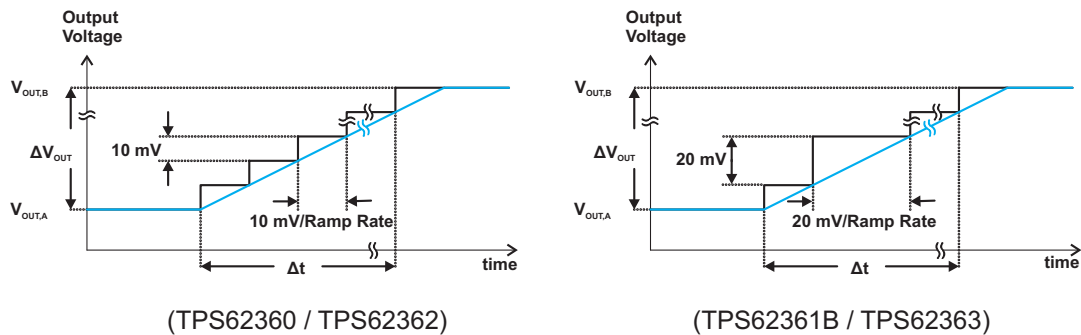 Output
Voltage
V_OUT,B
ΔV_OUT
10 mV
V_OUT,A
10 mV/Ramp Rate
time
Δt
(TPS62360 / TPS62362)
Output
Voltage
V_OUT,B
ΔV_OUT
20 mV
V_OUT,A
20 mV/Ramp Rate
time
Δt
(TPS62361B / TPS62363)